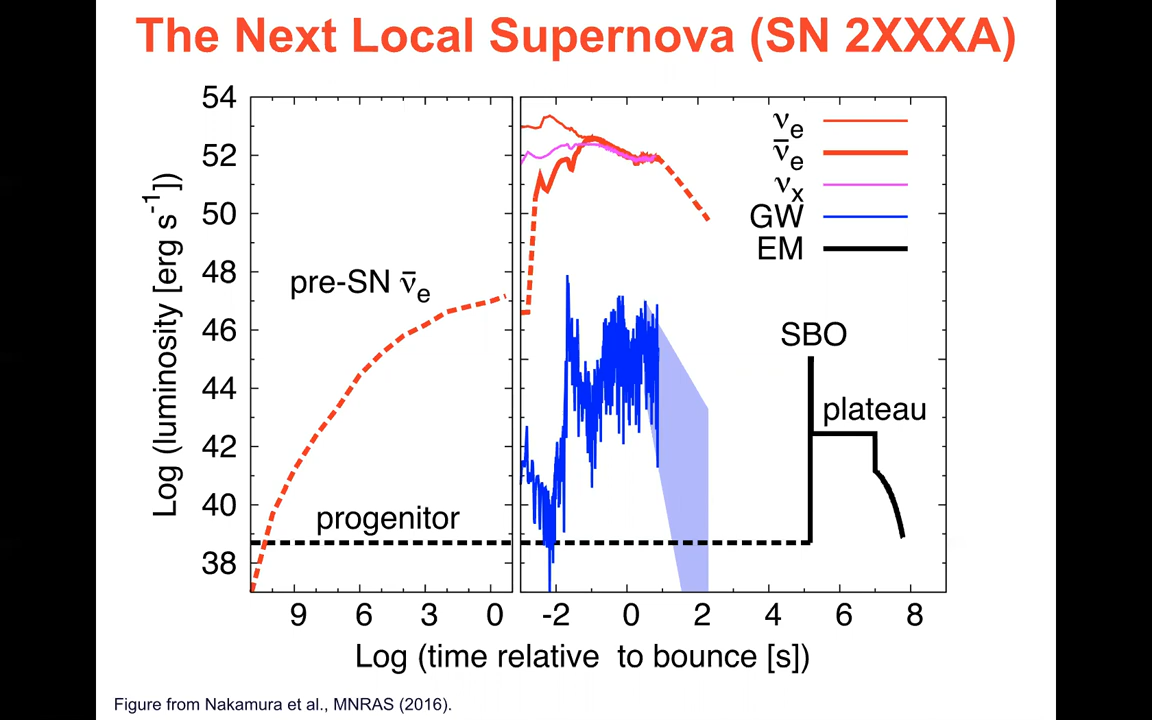 The Next Local Supernova (SN 2XXXA)
54
52
50
48
46
44
42
40
38
Log (luminosity [erg s⁻¹])
νe
ν̄e
νx
GW
EM
pre-SN ν̄e
SBO
plateau
progenitor
9 6 3 0 -2 0 2 4 6 8
Log (time relative to bounce [s])
Figure from Nakamura et al., MNRAS (2016).